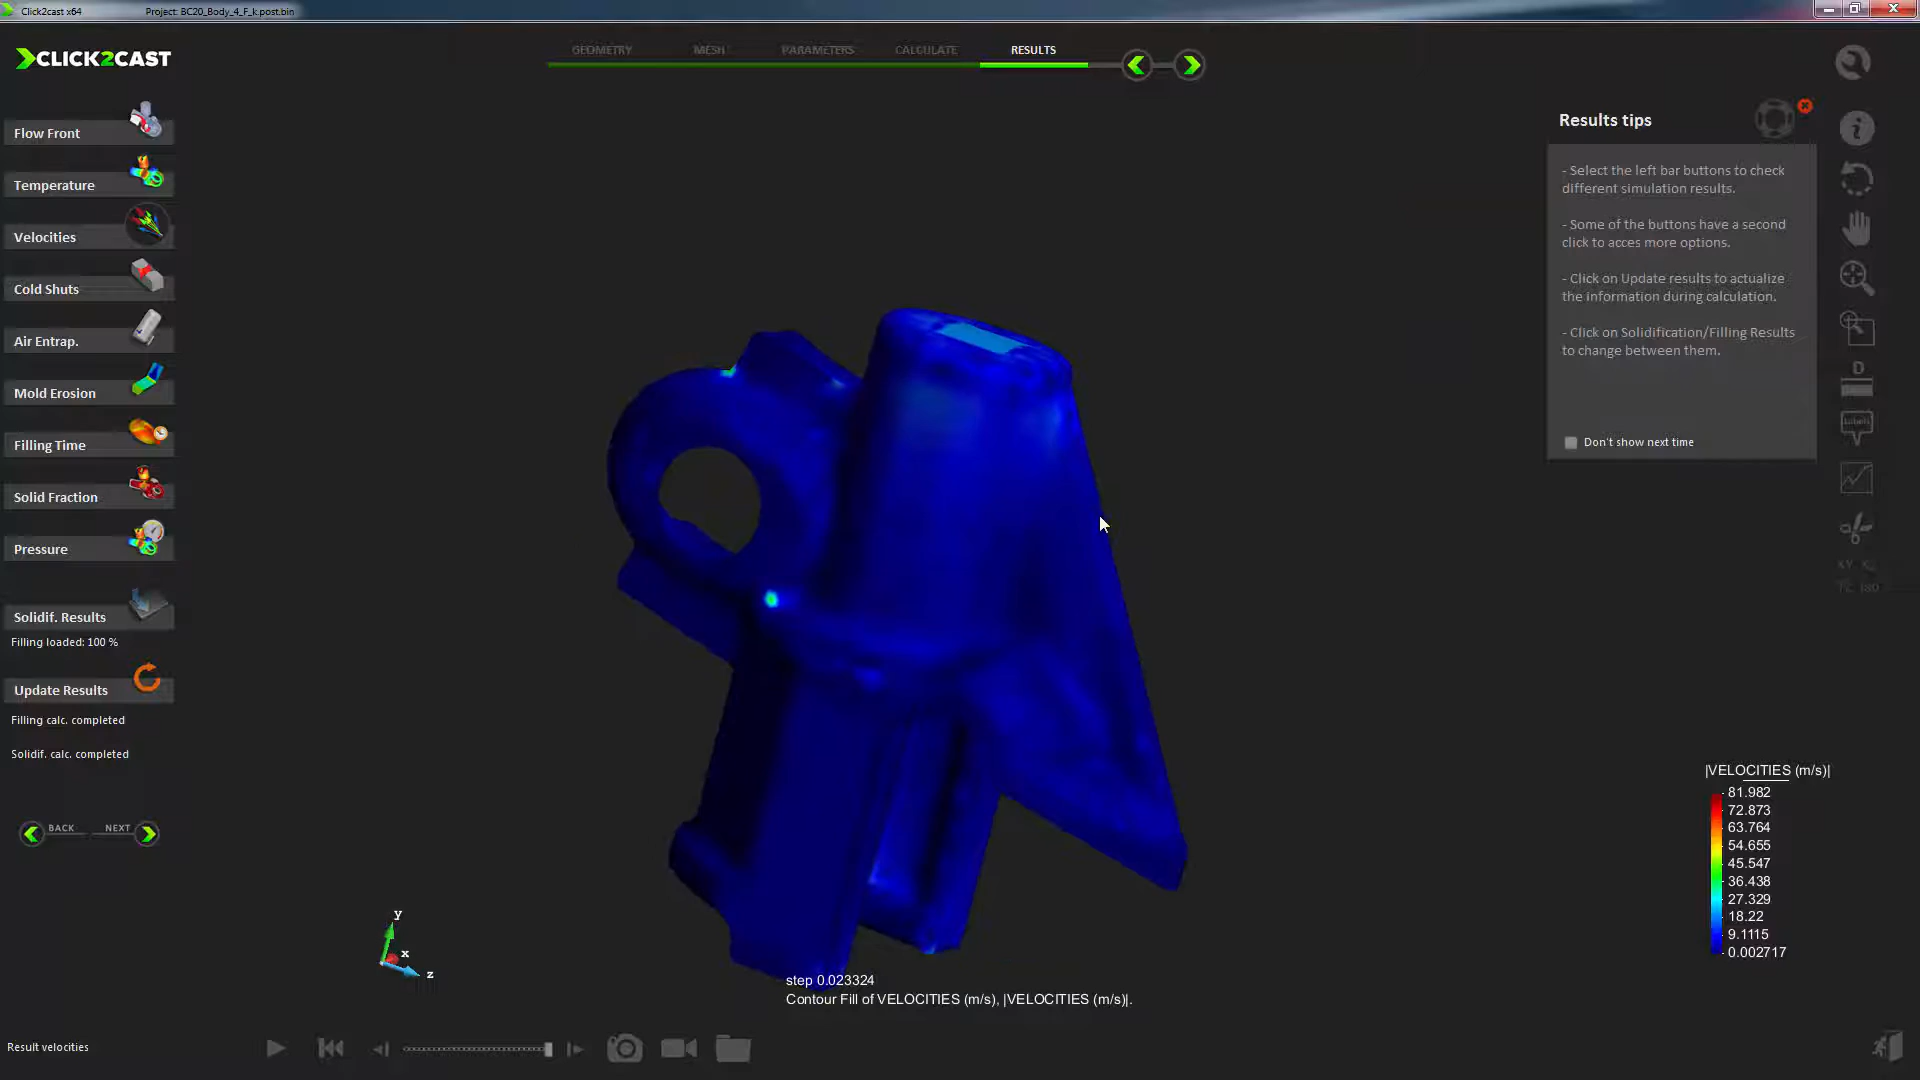 Click2cast x64 Project: BC20_Body_4_F_k.post.bin
CLICK2CAST
GEOMETRY MESH PARAMETERS CALCULATE RESULTS
Flow Front
Temperature
Velocities
Cold Shuts
Air Entrap.
Mold Erosion
Filling Time
Solid Fraction
Pressure
Solidif. Results
Filling loaded: 100 %
Update Results
Filling calc. completed
Solidif. calc. completed
BACK NEXT
Results tips
- Select the left bar buttons to check
different simulation results.
- Some of the buttons have a second
click to acces more options.
- Click on Update results to actualize
the information during calculation.
- Click on Solidification/Filling Results
to change between them.
Don't show next time
D
Labels
|VELOCITIES (m/s)|
81.982
72.873
63.764
54.655
45.547
36.438
27.329
18.22
9.1115
0.002717
y
x
z
step 0.023324
Contour Fill of VELOCITIES (m/s), |VELOCITIES (m/s)|.
Result velocities